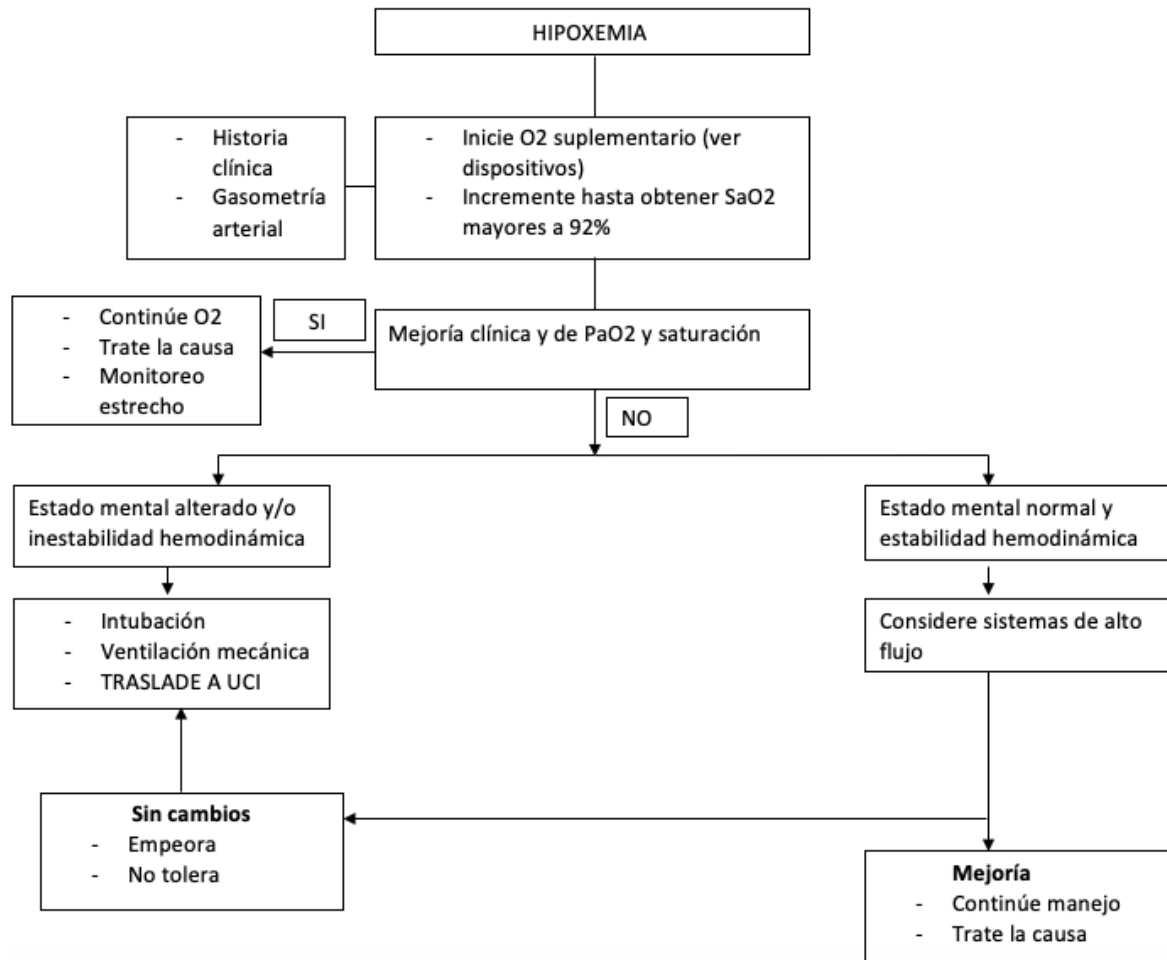 HIPOXEMIA
- Historia
clínica
- Gasometría
arterial
- Inicie O2 suplementario (ver
dispositivos)
- Incremente hasta obtener SaO2
mayores a 92%
- Continúe O2
- Trate la causa
- Monitoreo
estrecho
SI
Mejoría clínica y de PaO2 y saturación
NO
Estado mental alterado y/o
inestabilidad hemodinámica
Estado mental normal y
estabilidad hemodinámica
- Intubación
- Ventilación mecánica
- TRASLADE A UCI
Considere sistemas de alto
flujo
Sin cambios
- Empeora
- No tolera
Mejoría
- Continúe manejo
- Trate la causa